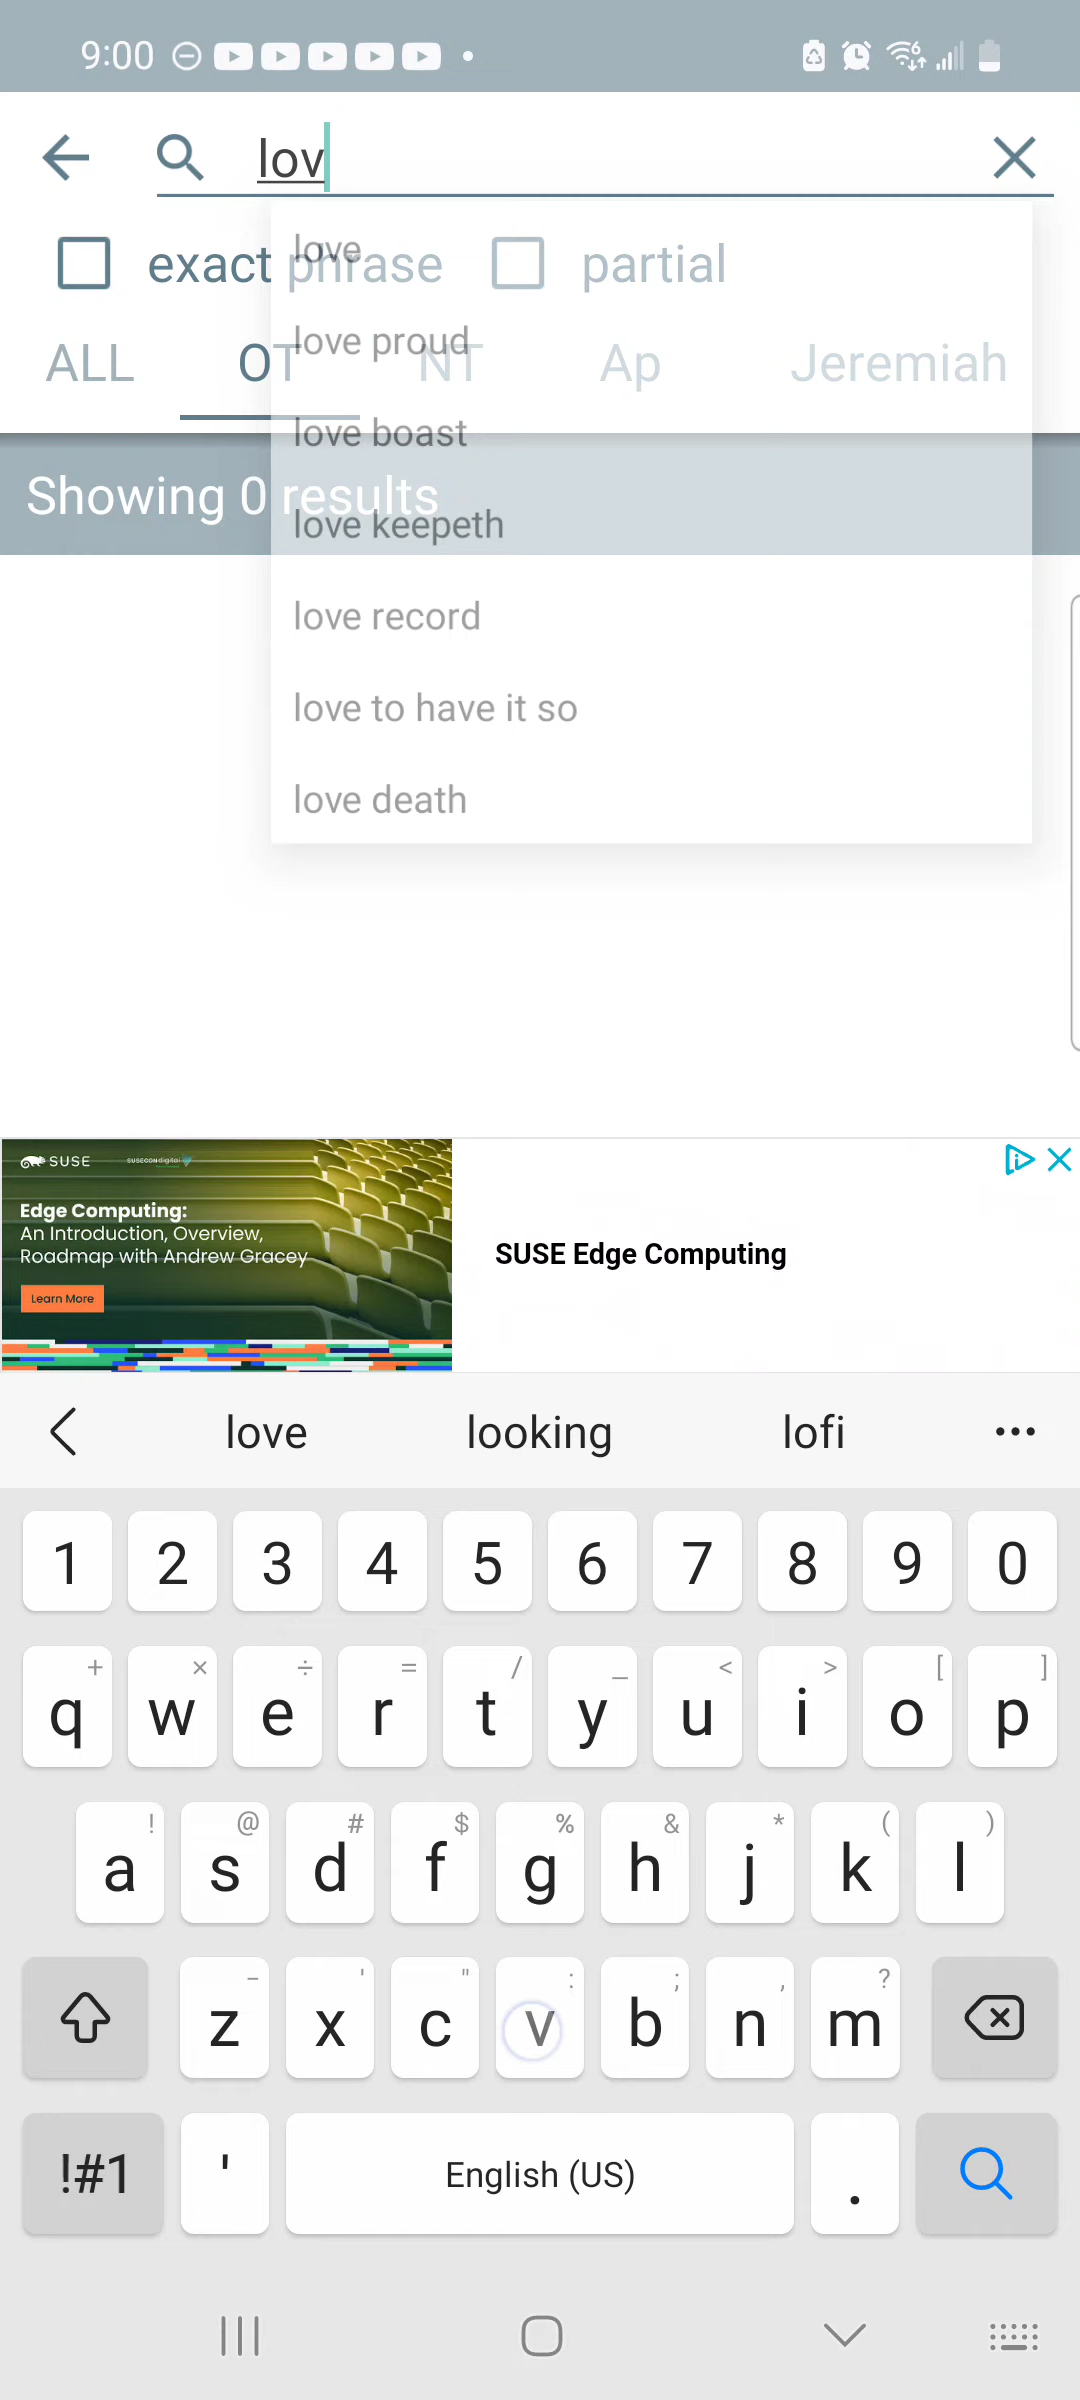 9:00
lov
exact phrase partial
ALL OT NT Ap Jeremiah
Showing 0 results
love
love proud
love boast
love keepeth
love record
love to have it so
love death
SUSE SUSECON digital
Edge Computing:
An Introduction, Overview,
Roadmap with Andrew Gracey
Learn More
SUSE Edge Computing
love looking lofi ...
1 2 3 4 5 6 7 8 9 0
+ × ÷ = / _ < > [ ]
q w e r t y u i o p
! @ # $ % & * ( )
a s d f g h j k l
- ' " : ; , ?
z x c v b n m
!#1 ' English (US) .